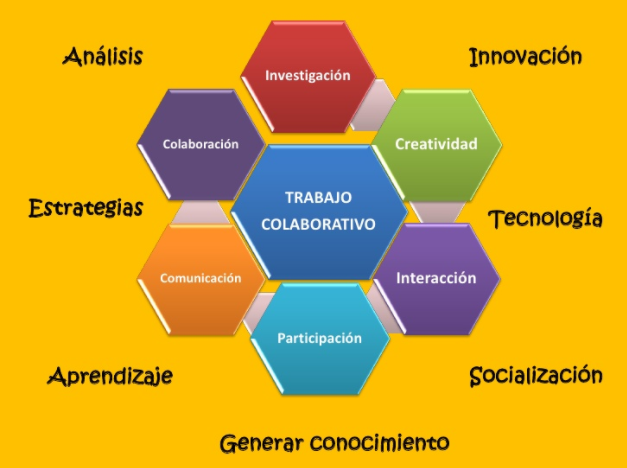 Análisis
Innovación
Investigación
Colaboración
Creatividad
TRABAJO
COLABORATIVO
Estrategias
Tecnología
Comunicación
Interacción
Participación
Aprendizaje
Socialización
Generar conocimiento